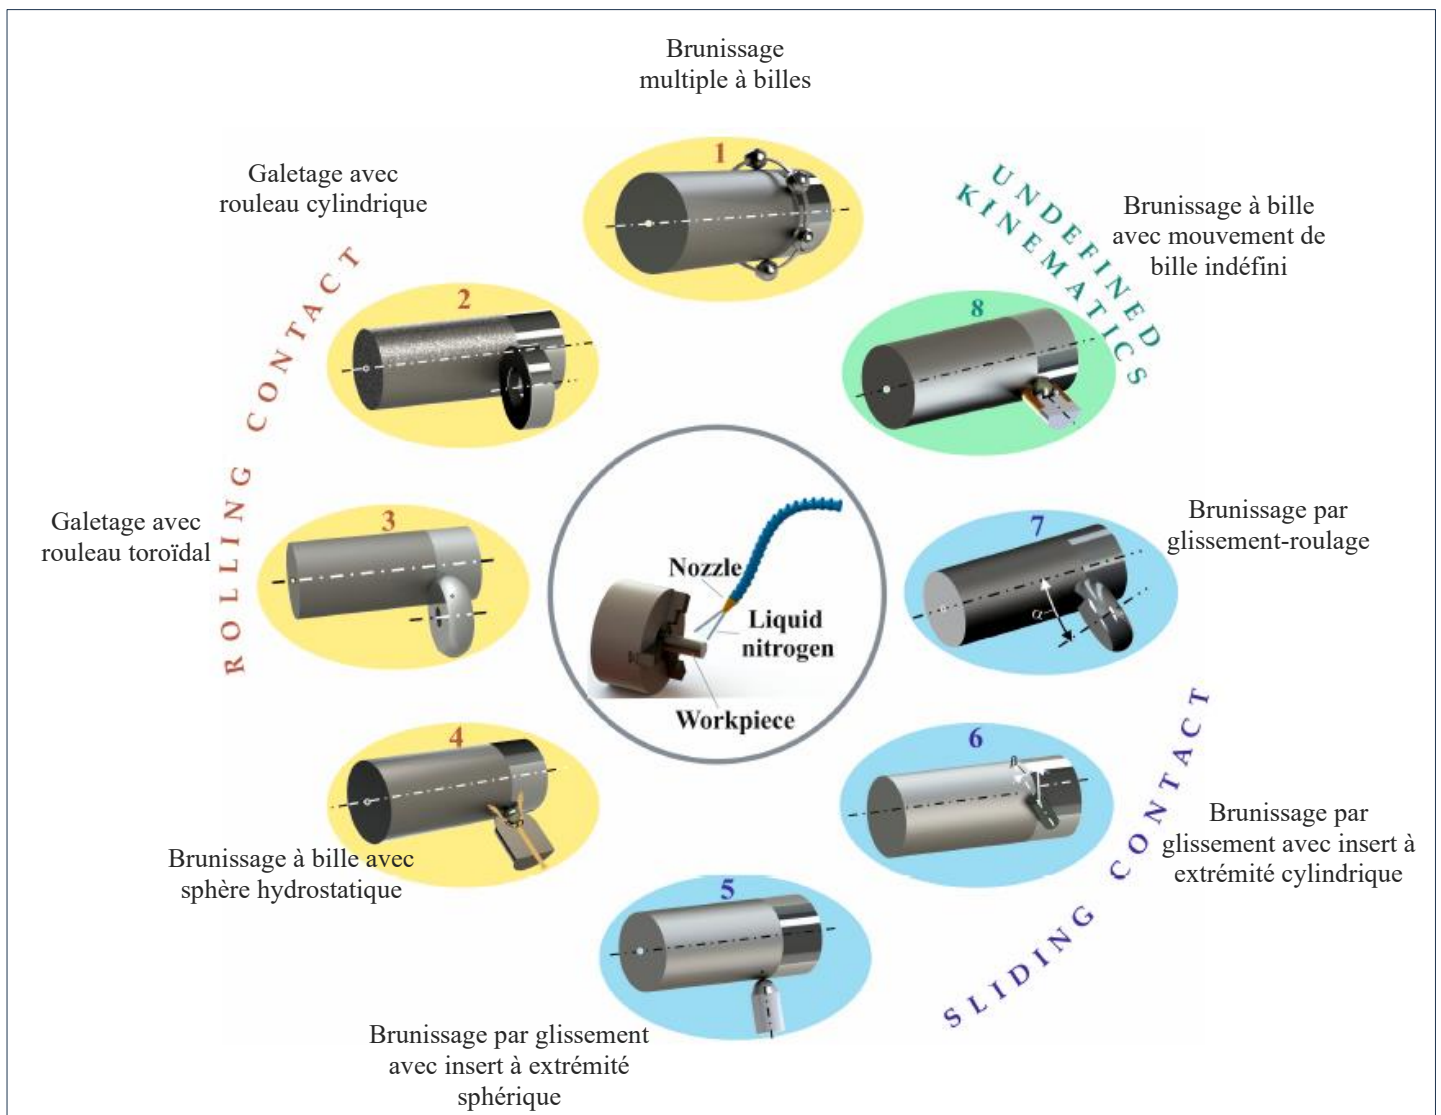 Brunissage
multiple à billes
1
Galetage avec
rouleau cylindrique
2
ROLLING CONTACT
Galetage avec
rouleau toroïdal
3
4
Brunissage à bille avec
sphère hydrostatique
5
Brunissage par glissement
avec insert à extrémité
sphérique
6
β
Brunissage par
glissement avec insert à
extrémité cylindrique
SLIDING CONTACT
7
α
Brunissage par
glissement-roulage
8
UNDEFINED
KINEMATICS
Brunissage à bille
avec mouvement de
bille indéfini
Nozzle
Liquid
nitrogen
Workpiece